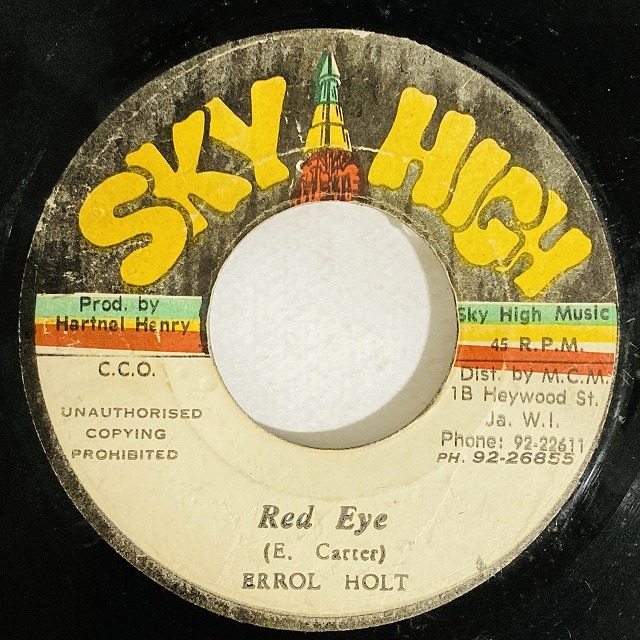 SKY HIGH
Prod. by
Hartnel Henry
C.C.O.
UNAUTHORISED
COPYING
PROHIBITED
Sky High Music
45 R.P.M.
Dist. by M.C.M.
1B Heywood St.
Ja. W.I.
Phone: 92-22611
PH. 92-26855
Red Eye
(E. Carter)
ERROL HOLT